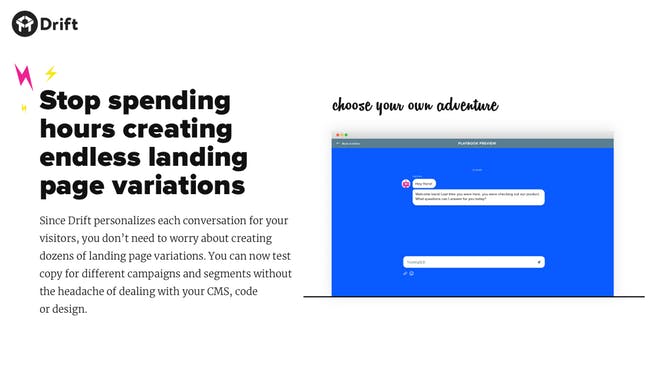 Drift
Stop spending
hours creating
endless landing
page variations
Since Drift personalizes each conversation for your
visitors, you don’t need to worry about creating
dozens of landing page variations. You can now test
copy for different campaigns and segments without
the headache of dealing with your CMS, code
or design.
choose your own adventure
PLAYBOOK PREVIEW
Hey there!
Welcome back! Last time you were here, you were checking out our product.
What questions can I answer for you today?